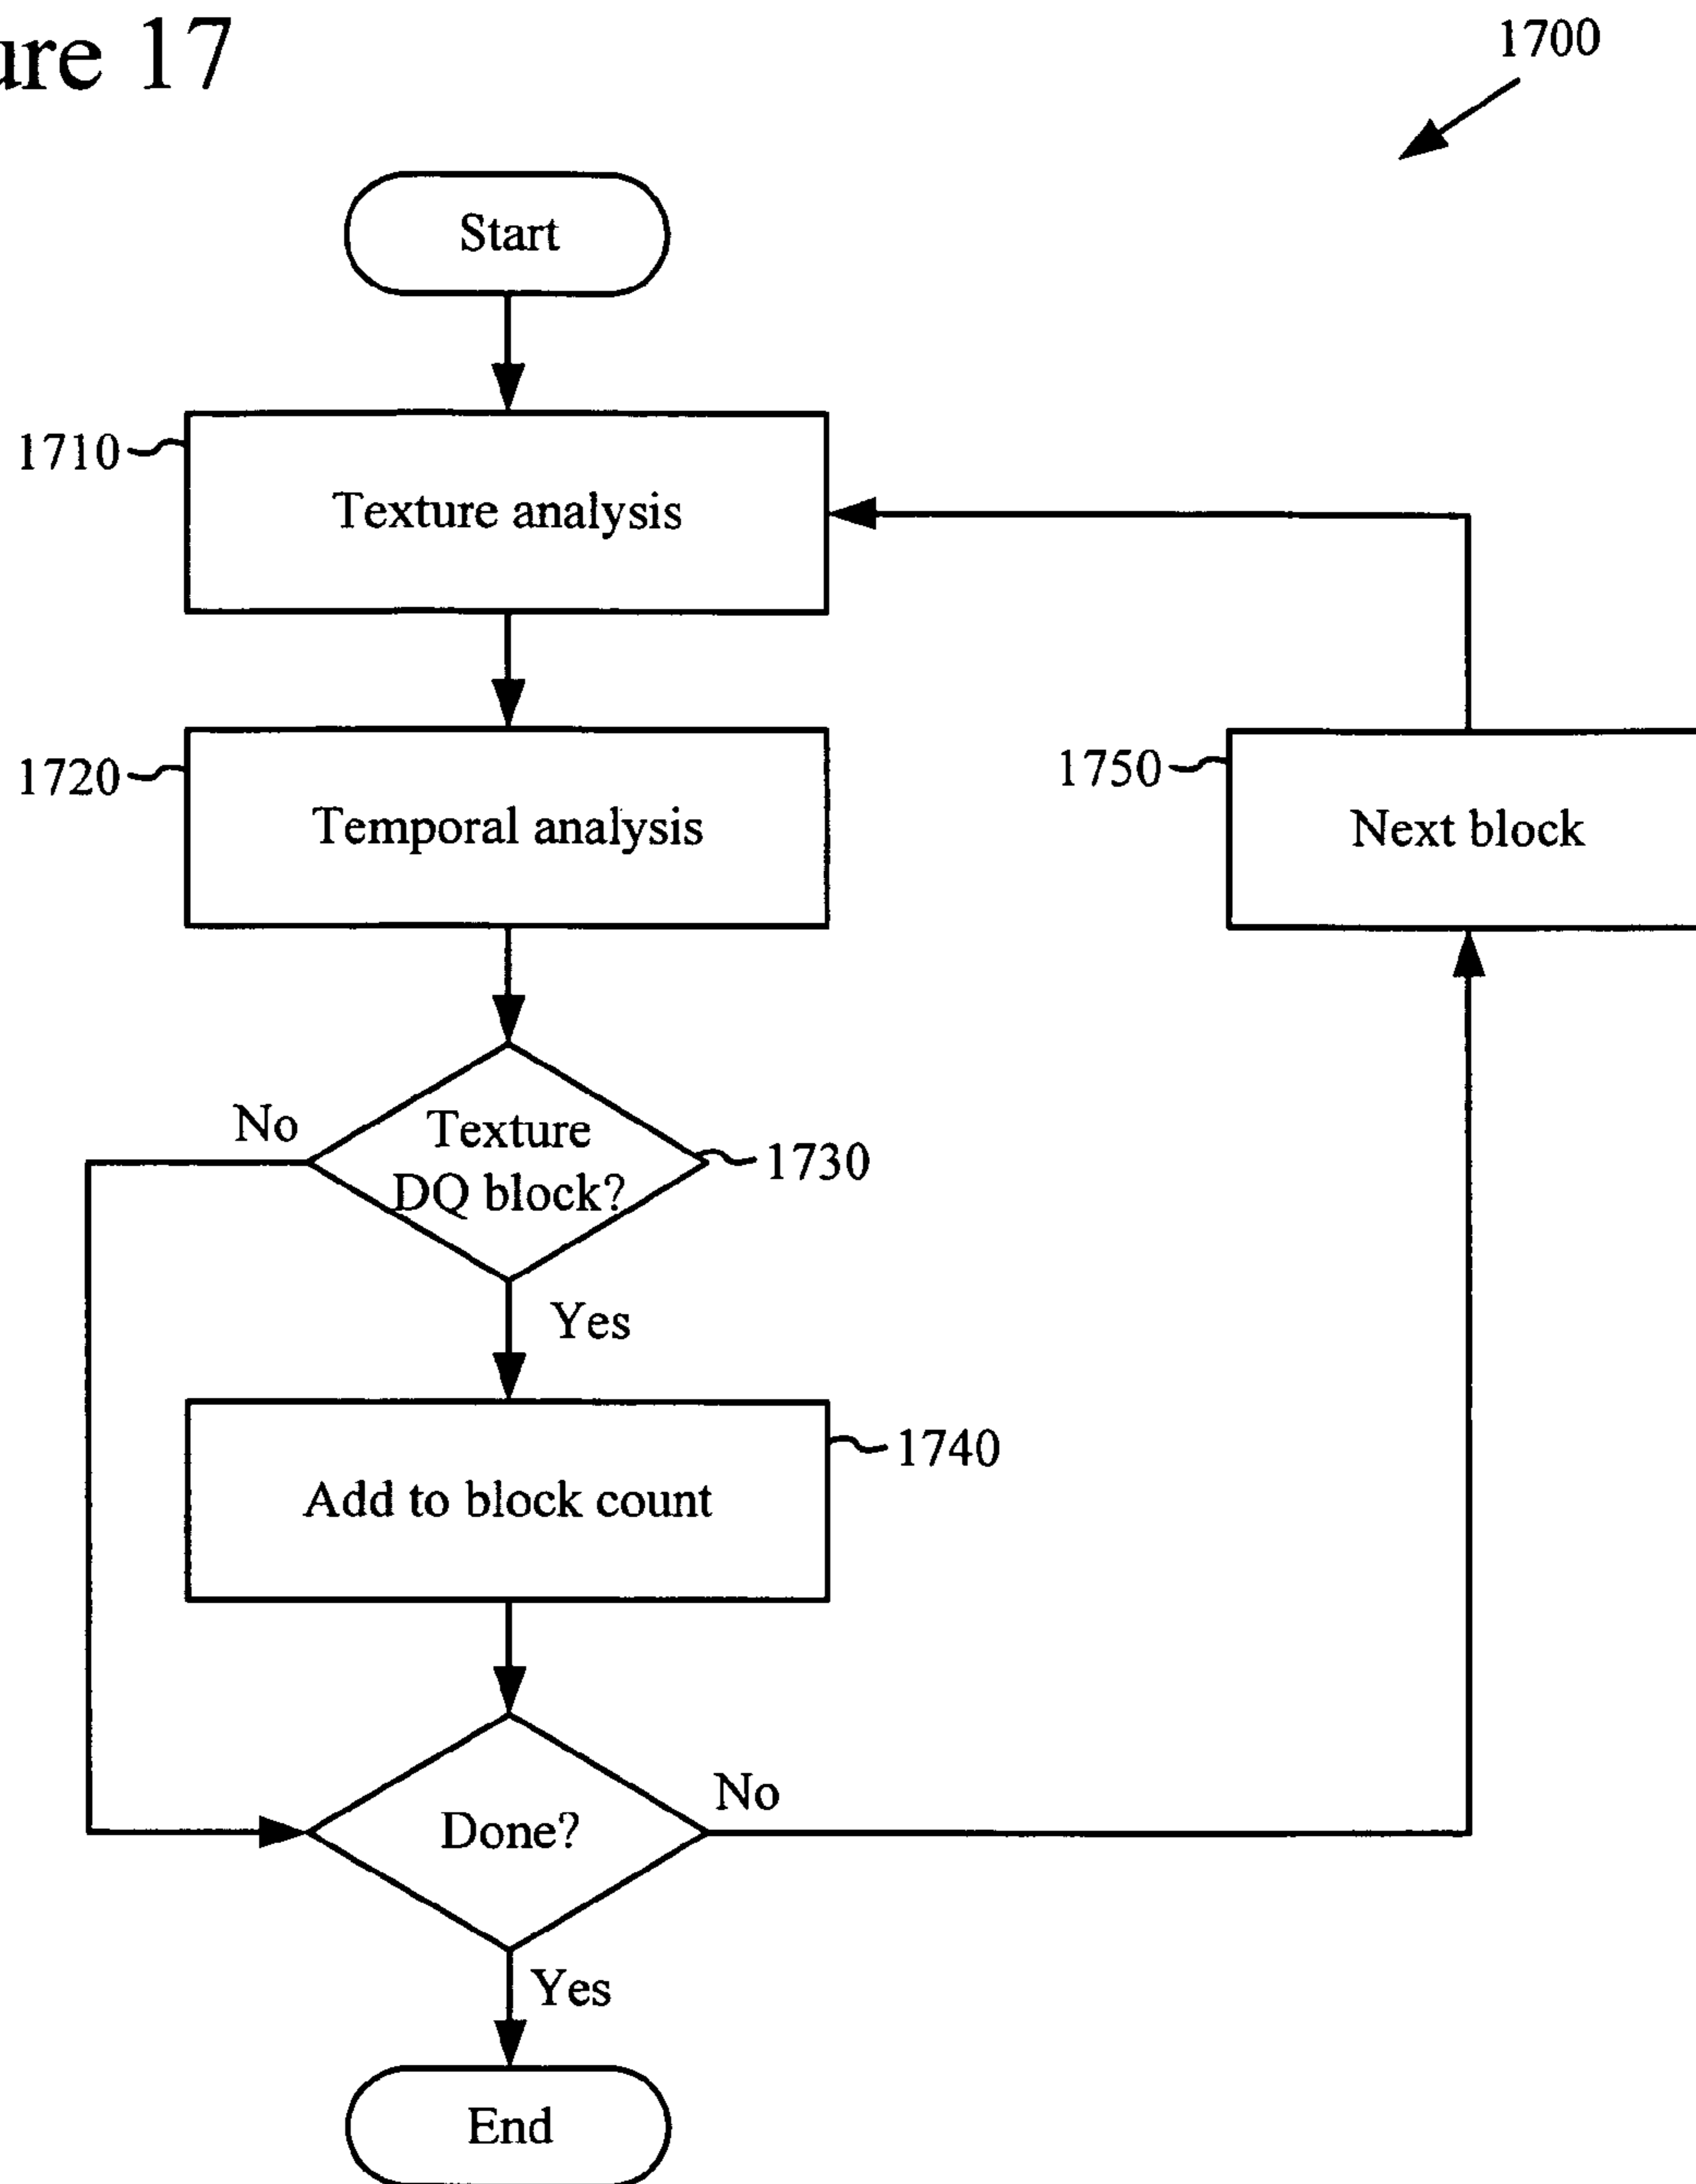 ure 17
1700
Start
1710
Texture analysis
1720
Temporal analysis
1750
Next block
No
Texture
DQ block?
1730
Yes
1740
Add to block count
Done?
No
Yes
End